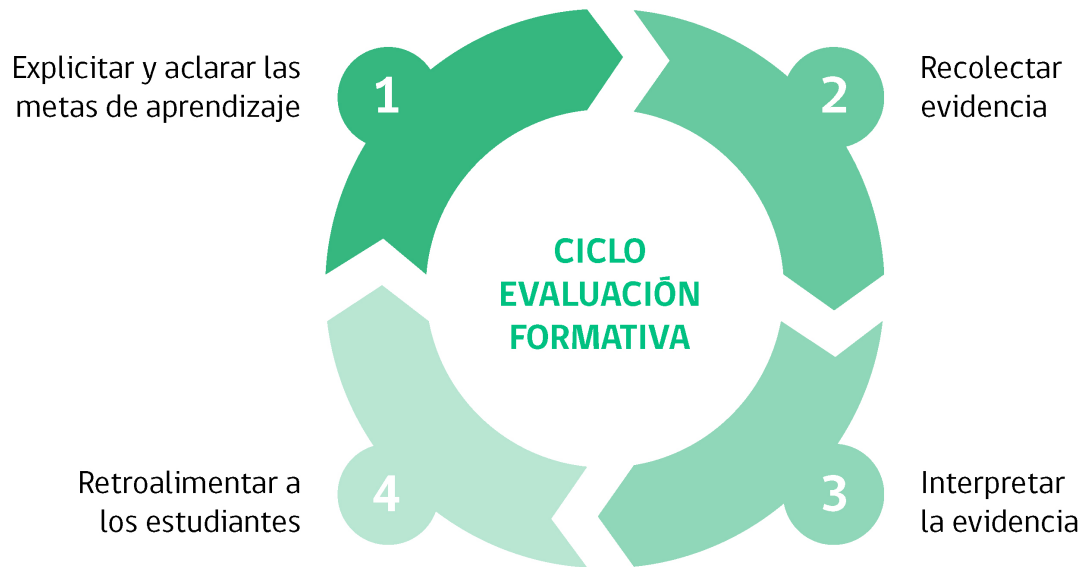 Explicitar y aclarar las
metas de aprendizaje
1
2
Recolectar
evidencia
CICLO
EVALUACIÓN
FORMATIVA
Retroalimentar a
los estudiantes
4
3
Interpretar
la evidencia